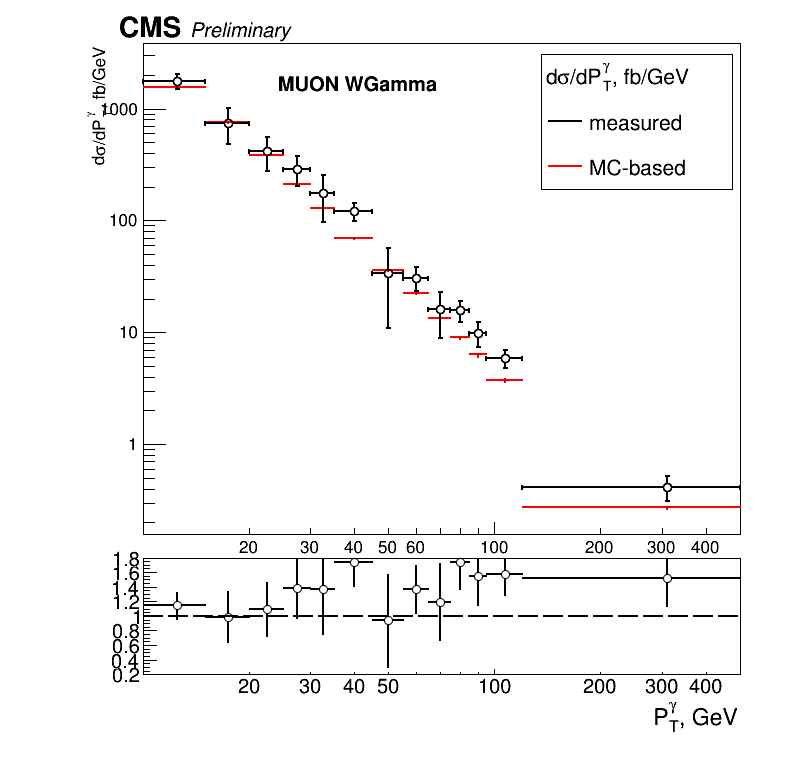 CMS Preliminary
dσ/dP_T^γ, fb/GeV
MUON WGamma
dσ/dP_T^γ, fb/GeV
measured
MC-based
1000
100
10
1
20 30 40 50 60 100 200 300 400
1.8
1.6
1.4
1.2
1
0.8
0.6
0.4
0.2
20 30 40 50 100 200 300 400
P_T^γ, GeV